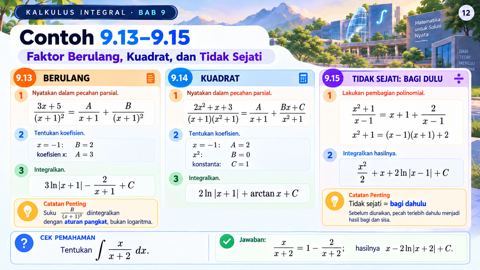 KALKULUS INTEGRAL • BAB 9
12
Contoh 9.13–9.15
Faktor Berulang, Kuadrat, dan Tidak Sejati
Matematika
untuk Solusi
Nyata
9.13 BERULANG
1 Nyatakan dalam pecahan parsial.
(3x + 5)/(x + 1)² = A/(x + 1) + B/(x + 1)²
2 Tentukan koefisien.
x = −1: B = 2
koefisien x: A = 3
3 Integralkan.
3 ln |x + 1| − 2/(x + 1) + C
Catatan Penting
Suku B/(x+1)² diintegralkan
dengan aturan pangkat, bukan logaritma.
9.14 KUADRAT
1 Nyatakan dalam pecahan parsial.
(2x² + x + 3)/((x + 1)(x² + 1)) = A/(x + 1) + (Bx + C)/(x² + 1)
2 Tentukan koefisien.
x = −1: A = 2
x²: B = 0
konstanta: C = 1
3 Integralkan.
2 ln |x + 1| + arctan x + C
9.15 TIDAK SEJATI: BAGI DULU
1 Lakukan pembagian polinomial.
(x² + 1)/(x − 1) = x + 1 + 2/(x − 1)
x² + 1 = (x − 1)(x + 1) + 2
2 Integralkan hasilnya.
x²/2 + x + 2 ln |x − 1| + C
Catatan Penting
Tidak sejati = bagi dahulu
Sebelum diuraikan, pecah terlebih dahulu menjadi
hasil bagi dan sisa.
? CEK PEMAHAMAN
Tentukan ∫ x/(x + 2) dx.
Jawaban: x/(x + 2) = 1 − 2/(x + 2); hasilnya x − 2 ln |x + 2| + C.